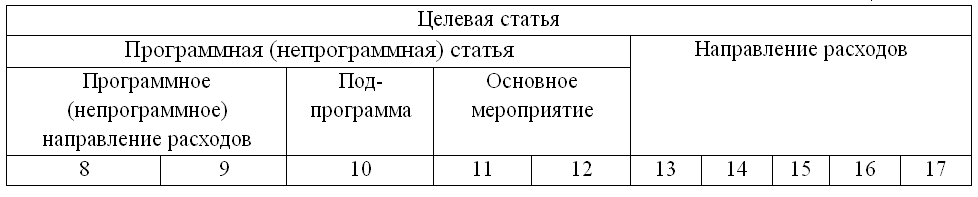 Целевая статья
Программная (непрограммная) статья
Направление расходов
Программное
(непрограммное)
направление расходов
Под-
программа
Основное
мероприятие
8 9 10 11 12 13 14 15 16 17